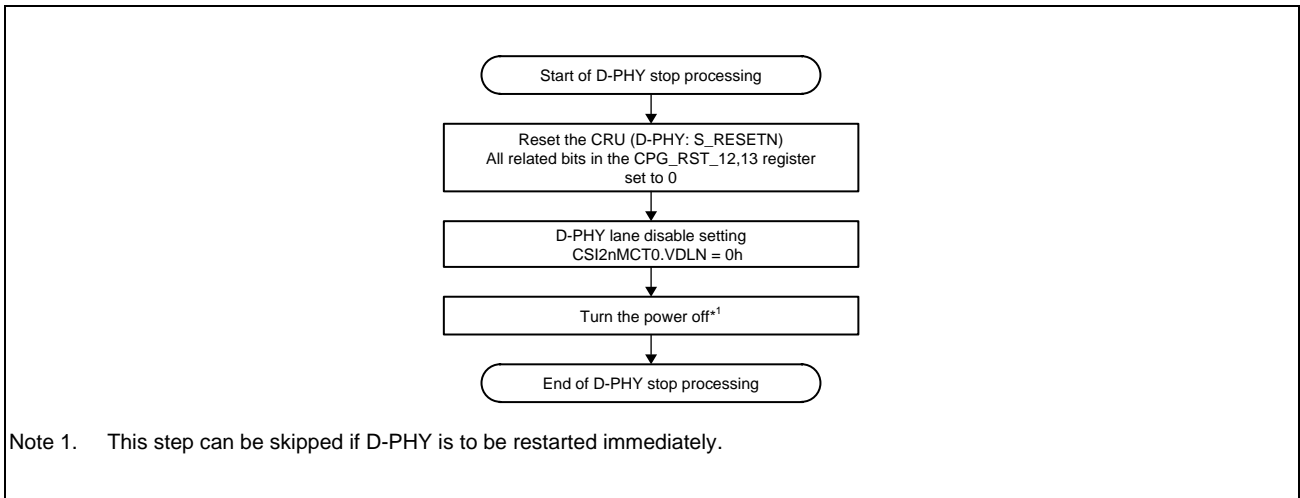 Start of D-PHY stop processing
Reset the CRU (D-PHY: S_RESETN)
All related bits in the CPG_RST_12,13 register
set to 0
D-PHY lane disable setting
CSI2nMCT0.VDLN = 0h
Turn the power off*1
End of D-PHY stop processing
Note 1. This step can be skipped if D-PHY is to be restarted immediately.